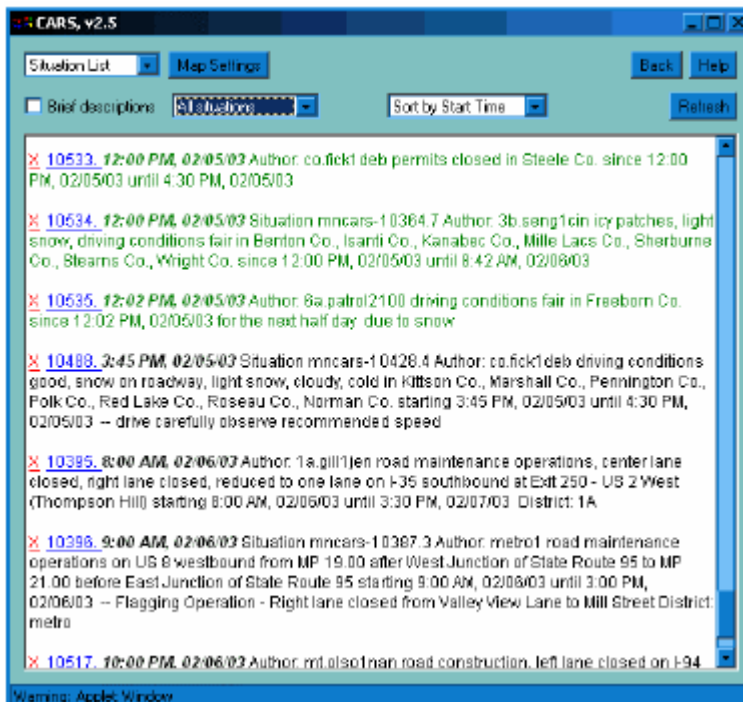 CARS, v2.5
Situation List Map Settings Back Help
Brief descriptions All situations Sort by Start Time Refresh
X 10533. 12:00 PM, 02/05/03 Author: co.fick1deb permits closed in Steele Co. since 12:00
PM, 02/05/03 until 4:30 PM, 02/05/03
X 10534. 12:00 PM, 02/05/03 Situation mncars-10364.7 Author: 3b.seng1cin icy patches, light
snow, driving conditions fair in Benton Co., Isanti Co., Kanabec Co., Mille Lacs Co., Sherburne
Co., Stearns Co., Wright Co. since 12:00 PM, 02/05/03 until 8:42 AM, 02/06/03
X 10535. 12:02 PM, 02/05/03 Author: 6a.patrol2100 driving conditions fair in Freeborn Co.
since 12:02 PM, 02/05/03 for the next half day due to snow
X 10488. 3:45 PM, 02/05/03 Situation mncars-10428.4 Author: co.fick1deb driving conditions
good, snow on roadway, light snow, cloudy, cold in Kittson Co., Marshall Co., Pennington Co.,
Polk Co., Red Lake Co., Roseau Co., Norman Co. starting 3:45 PM, 02/05/03 until 4:30 PM,
02/05/03 -- drive carefully observe recommended speed
X 10395. 8:00 AM, 02/06/03 Author: 1a.gill1jen road maintenance operations, center lane
closed, right lane closed, reduced to one lane on I-35 southbound at Exit 250 - US 2 West
(Thompson Hill) starting 8:00 AM, 02/06/03 until 3:30 PM, 02/07/03 District: 1A
X 10396. 9:00 AM, 02/06/03 Situation mncars-10387.3 Author: metro1 road maintenance
operations on US 8 westbound from MP 19.00 after West Junction of State Route 95 to MP
21.00 before East Junction of State Route 95 starting 9:00 AM, 02/06/03 until 3:00 PM,
02/06/03 -- Flagging Operation - Right lane closed from Valley View Lane to Mill Street District:
metro
X 10517. 10:00 PM, 02/06/03 Author: mt.olso1nan road construction, left lane closed on I-94
Warning: Applet Window